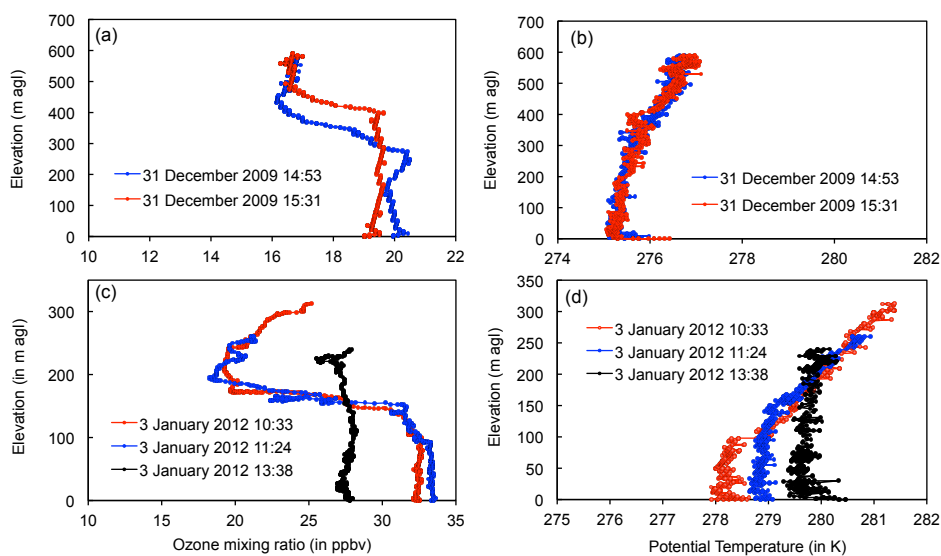 (a)
Elevation (m agl)
700
600
500
400
300
200
100
0
10
12
14
16
18
20
22
31 December 2009 14:53
31 December 2009 15:31
(b)
Elevation (m agl)
700
600
500
400
300
200
100
0
274
276
278
280
282
31 December 2009 14:53
31 December 2009 15:31
(c)
Elevation (in m agl)
300
200
100
0
10
15
20
25
30
35
3 January 2012 10:33
3 January 2012 11:24
3 January 2012 13:38
Ozone mixing ratio (in ppbv)
(d)
Elevation (m agl)
350
300
250
200
150
100
50
0
275
276
277
278
279
280
281
282
3 January 2012 10:33
3 January 2012 11:24
3 January 2012 13:38
Potential Temperature (in K)